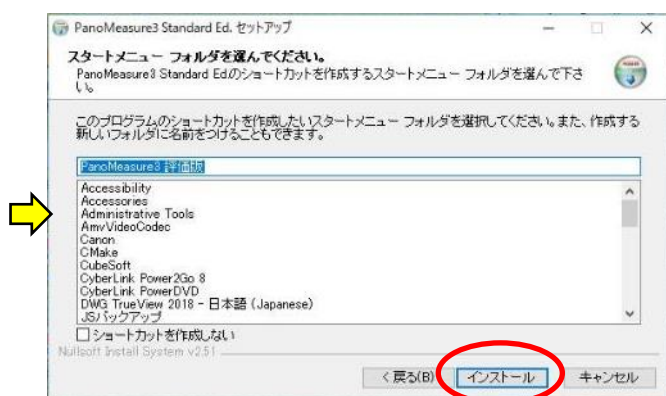 PanoMeasure3 Standard Ed. セットアップ
スタートメニュー フォルダを選んでください。
PanoMeasure3 Standard Edのショートカットを作成するスタートメニュー フォルダを選んで下さ
い。
このプログラムのショートカットを作成したいスタートメニュー フォルダを選択してください。また、作成する
新しいフォルダに名前をつけることもできます。
PanoMeasure3 評価版
Accessibility
Accessories
Administrative Tools
AmvVideoCodec
Canon
CMake
CubeSoft
CyberLink Power2Go 8
CyberLink PowerDVD
DWG TrueView 2018 - 日本語 (Japanese)
JSバックアップ
ショートカットを作成しない
Nullsoft Install System v2.51
< 戻る(B)
インストール
キャンセル